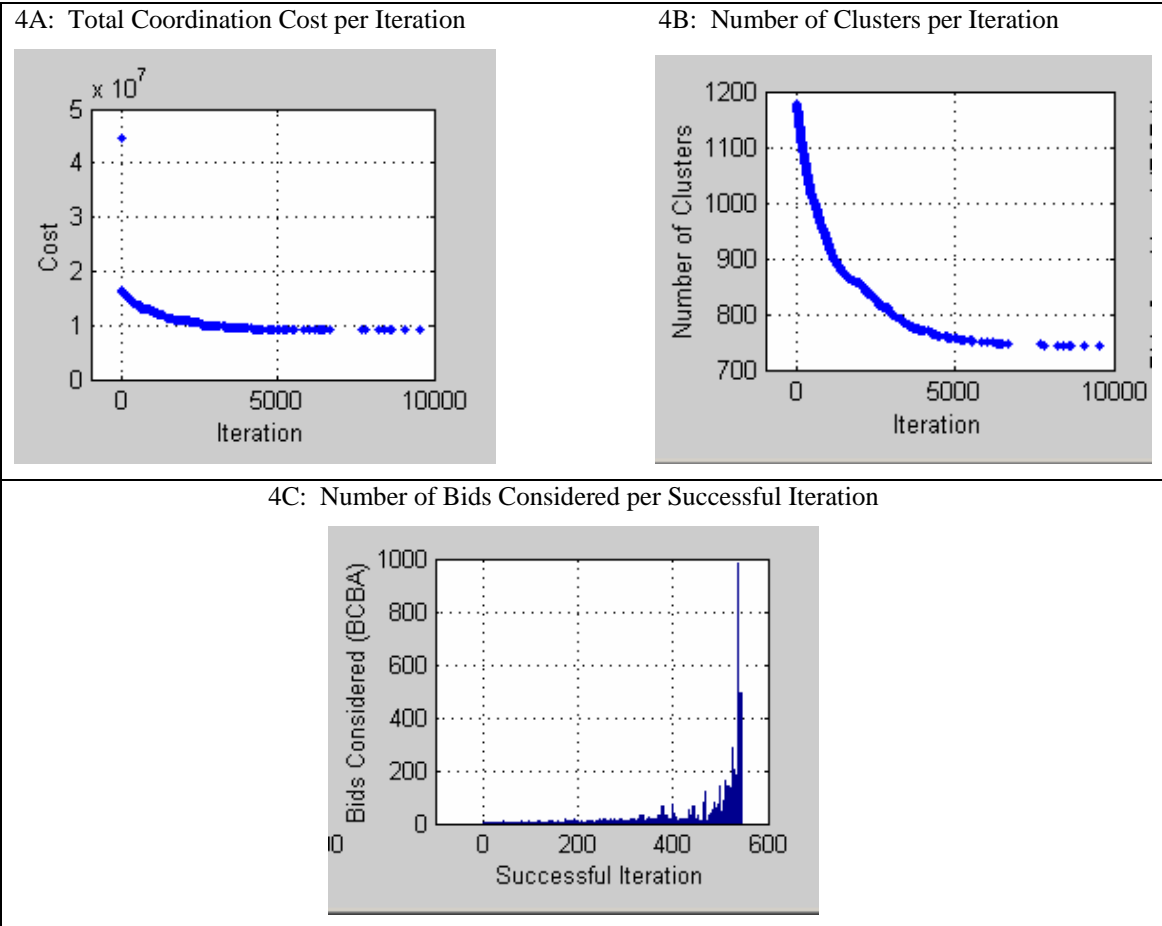 4A: Total Coordination Cost per Iteration
x 10^7
5
4
3
2
1
0
Cost
0 5000 10000
Iteration
4B: Number of Clusters per Iteration
1200
1100
1000
900
800
700
Number of Clusters
0 5000 10000
Iteration
4C: Number of Bids Considered per Successful Iteration
1000
800
600
400
200
0
Bids Considered (BCBA)
0 200 400 600
Successful Iteration